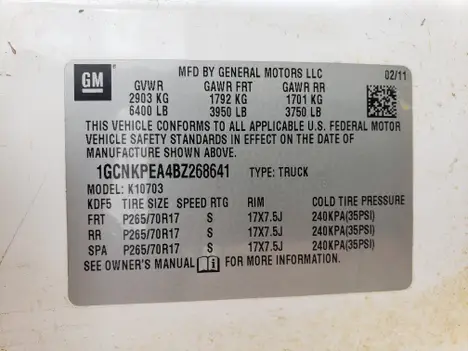 GM
MFD BY GENERAL MOTORS LLC 02/11
GVWR GAWR FRT GAWR RR
2903 KG 1792 KG 1701 KG
6400 LB 3950 LB 3750 LB
THIS VEHICLE CONFORMS TO ALL APPLICABLE U.S. FEDERAL MOTOR
VEHICLE SAFETY STANDARDS IN EFFECT ON THE DATE OF
MANUFACTURE SHOWN ABOVE.
1GCNKPEA4BZ268641 TYPE: TRUCK
MODEL: K10703
KDF5 TIRE SIZE SPEED RTG RIM COLD TIRE PRESSURE
FRT P265/70R17 S 17X7.5J 240KPA(35PSI)
RR P265/70R17 S 17X7.5J 240KPA(35PSI)
SPA P265/70R17 S 17X7.5J 240KPA(35PSI)
SEE OWNER'S MANUAL FOR MORE INFORMATION.